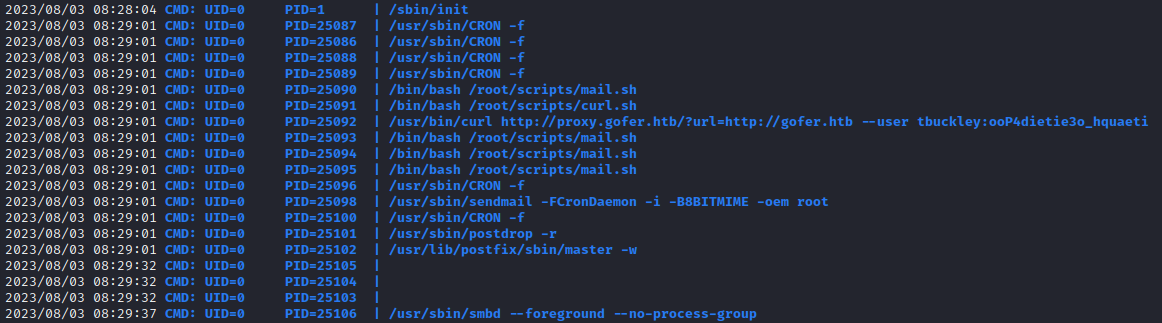 2023/08/03 08:28:04 CMD: UID=0     PID=1      | /sbin/init
2023/08/03 08:29:01 CMD: UID=0     PID=25087  | /usr/sbin/CRON -f
2023/08/03 08:29:01 CMD: UID=0     PID=25086  | /usr/sbin/CRON -f
2023/08/03 08:29:01 CMD: UID=0     PID=25088  | /usr/sbin/CRON -f
2023/08/03 08:29:01 CMD: UID=0     PID=25089  | /usr/sbin/CRON -f
2023/08/03 08:29:01 CMD: UID=0     PID=25090  | /bin/bash /root/scripts/mail.sh
2023/08/03 08:29:01 CMD: UID=0     PID=25091  | /bin/bash /root/scripts/curl.sh
2023/08/03 08:29:01 CMD: UID=0     PID=25092  | /usr/bin/curl http://proxy.gofer.htb/?url=http://gofer.htb --user tbuckley:ooP4dietie3o_hquaeti
2023/08/03 08:29:01 CMD: UID=0     PID=25093  | /bin/bash /root/scripts/mail.sh
2023/08/03 08:29:01 CMD: UID=0     PID=25094  | /bin/bash /root/scripts/mail.sh
2023/08/03 08:29:01 CMD: UID=0     PID=25095  | /bin/bash /root/scripts/mail.sh
2023/08/03 08:29:01 CMD: UID=0     PID=25096  | /usr/sbin/CRON -f
2023/08/03 08:29:01 CMD: UID=0     PID=25098  | /usr/sbin/sendmail -FCronDaemon -i -B8BITMIME -oem root
2023/08/03 08:29:01 CMD: UID=0     PID=25100  | /usr/sbin/CRON -f
2023/08/03 08:29:01 CMD: UID=0     PID=25101  | /usr/sbin/postdrop -r
2023/08/03 08:29:01 CMD: UID=0     PID=25102  | /usr/lib/postfix/sbin/master -w
2023/08/03 08:29:32 CMD: UID=0     PID=25105  |
2023/08/03 08:29:32 CMD: UID=0     PID=25104  |
2023/08/03 08:29:32 CMD: UID=0     PID=25103  |
2023/08/03 08:29:37 CMD: UID=0     PID=25106  | /usr/sbin/smbd --foreground --no-process-group